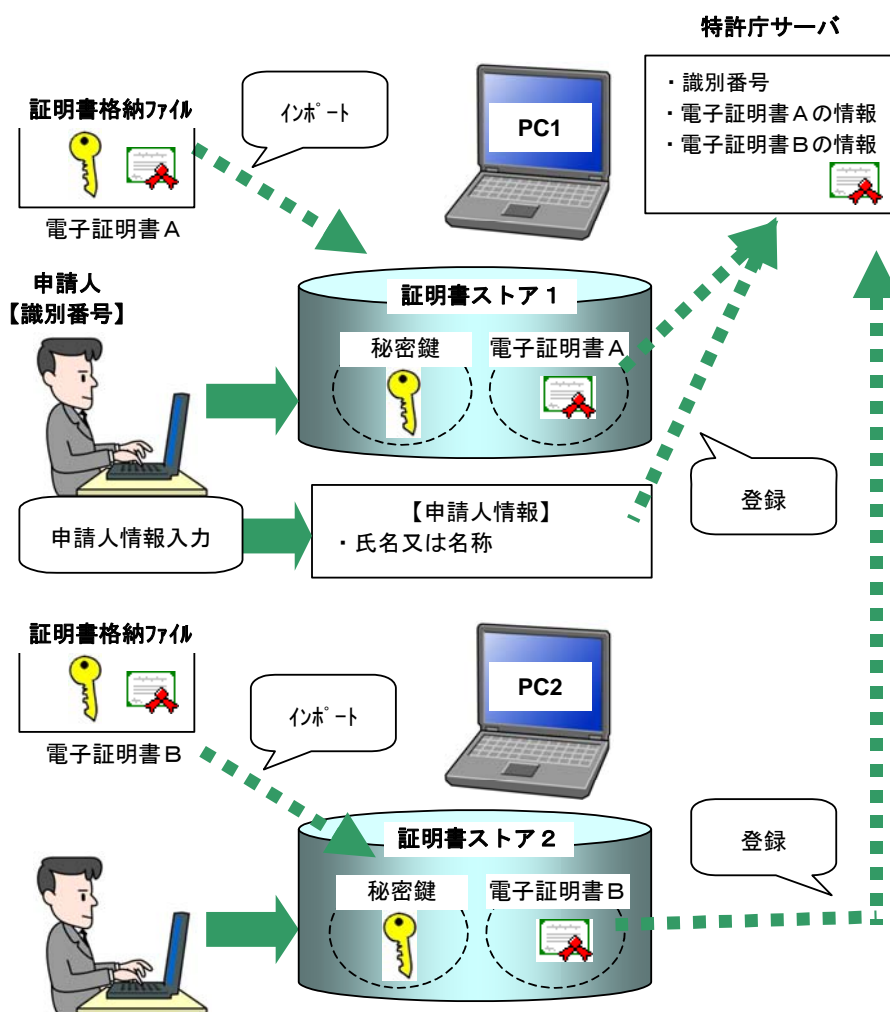 特許庁サーバ
・識別番号
・電子証明書Aの情報
・電子証明書Bの情報
証明書格納ファイル
インポート
PC1
電子証明書A
申請人
【識別番号】
証明書ストア1
秘密鍵
電子証明書A
登録
申請人情報入力
【申請人情報】
・氏名又は名称
証明書格納ファイル
インポート
PC2
電子証明書B
証明書ストア2
秘密鍵
電子証明書B
登録